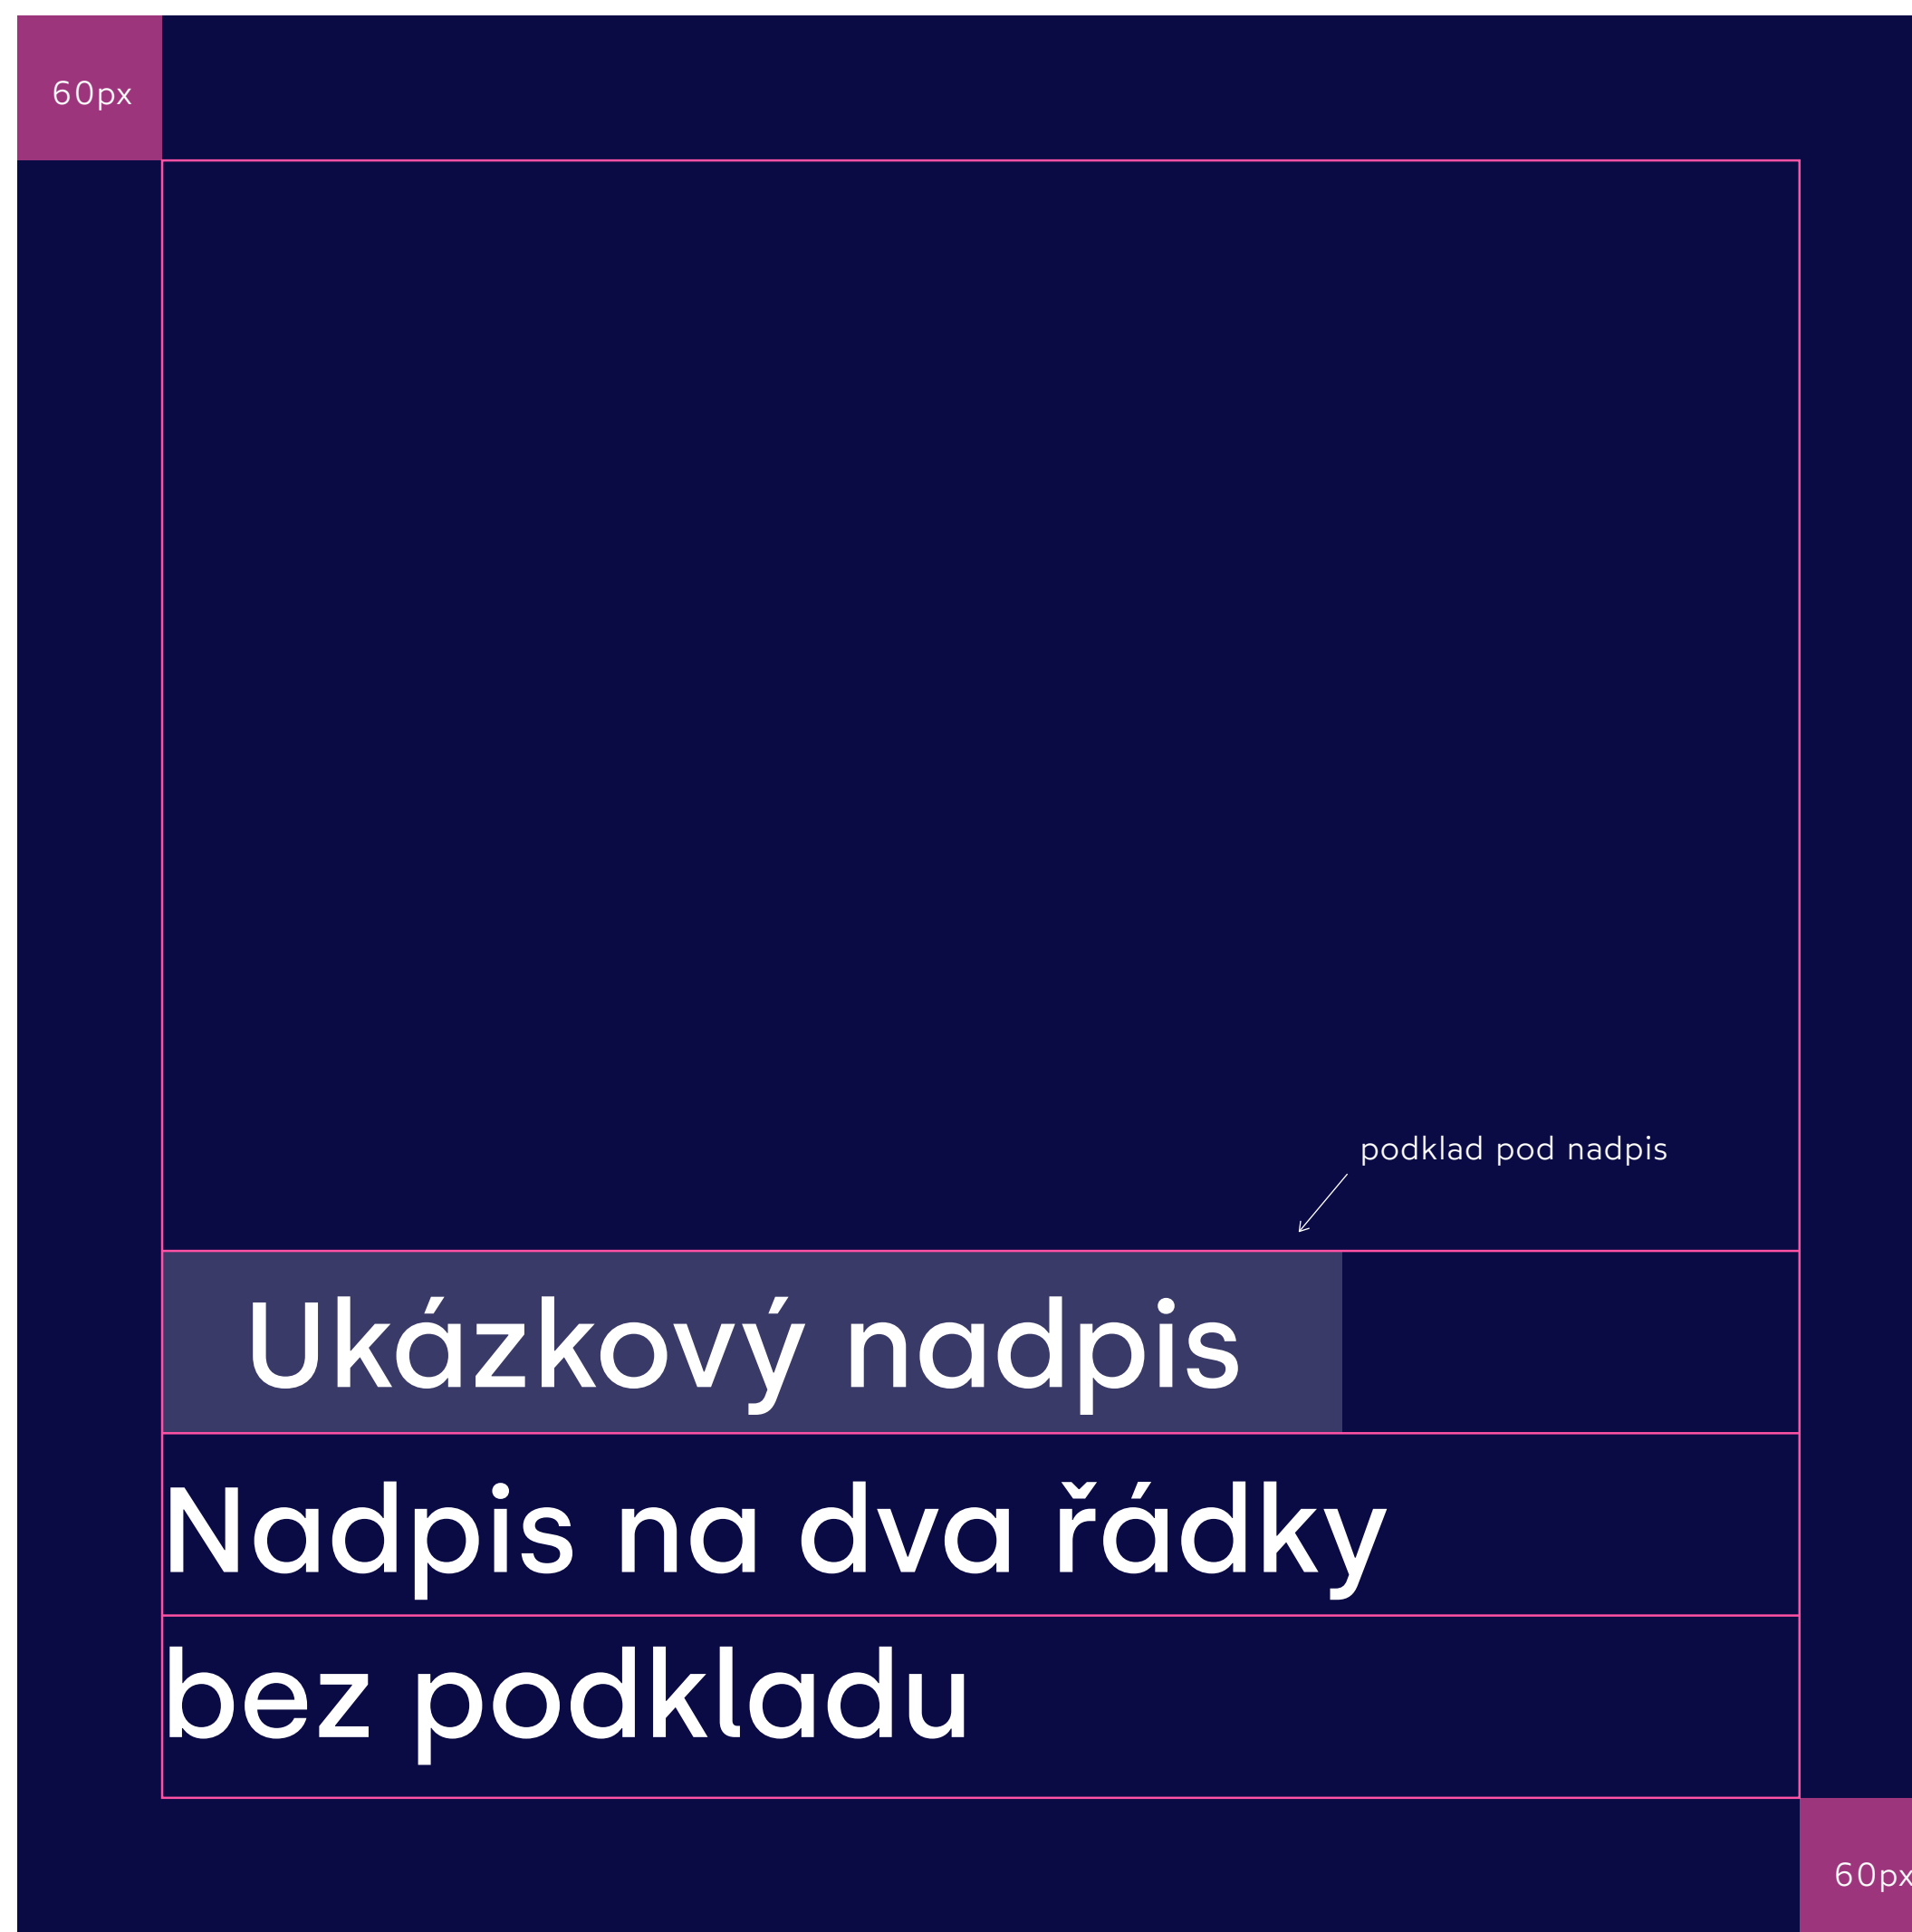 60px
podklad pod nadpis
Ukázkový nadpis
Nadpis na dva řádky
bez podkladu
60px